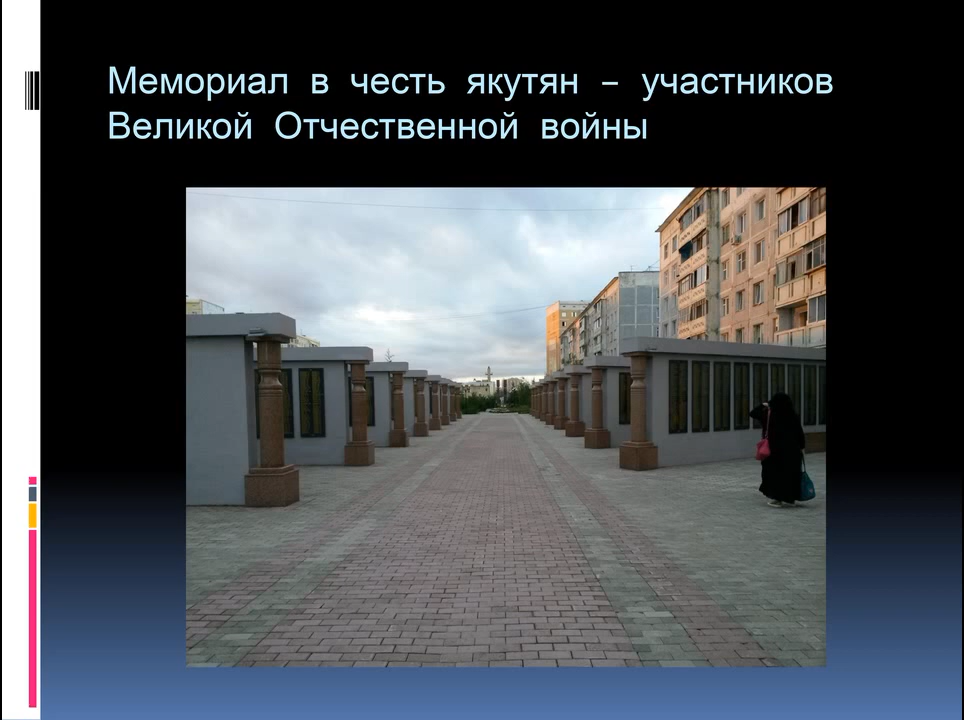 Мемориал в честь якутян – участников
Великой Отчественной войны